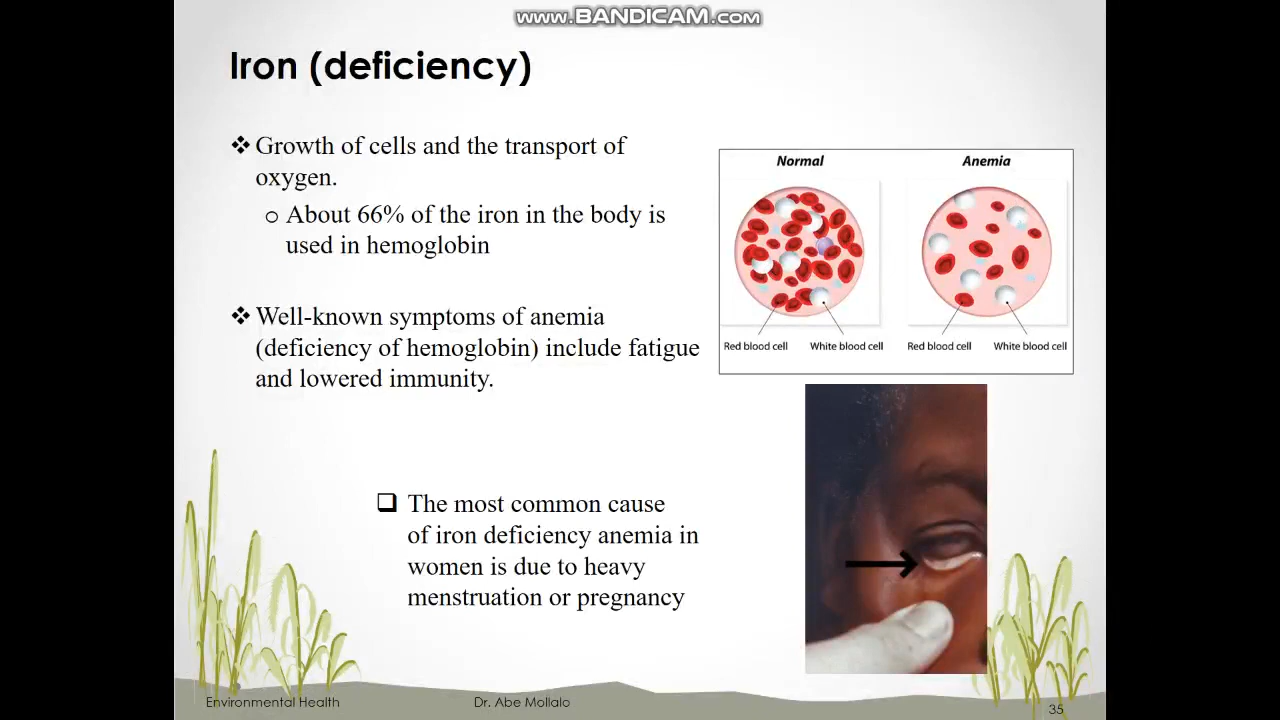 www.BANDICAM.com
Iron (deficiency)
❖ Growth of cells and the transport of
oxygen.
o About 66% of the iron in the body is
used in hemoglobin
❖ Well-known symptoms of anemia
(deficiency of hemoglobin) include fatigue
and lowered immunity.
❑ The most common cause
of iron deficiency anemia in
women is due to heavy
menstruation or pregnancy
Normal
Anemia
Red blood cell
White blood cell
Red blood cell
White blood cell
Environmental Health
Dr. Abe Mollalo
35